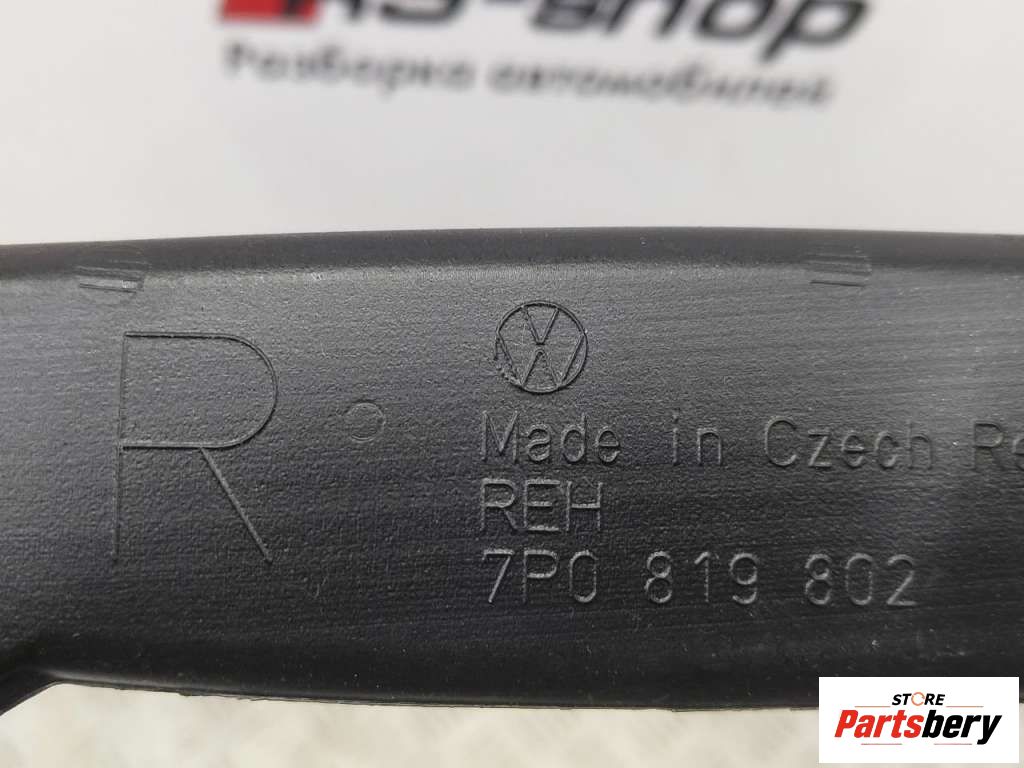 Разборка автомобилей
R
Made in Czech
REH
7P0 819 802
STORE
Partsbery